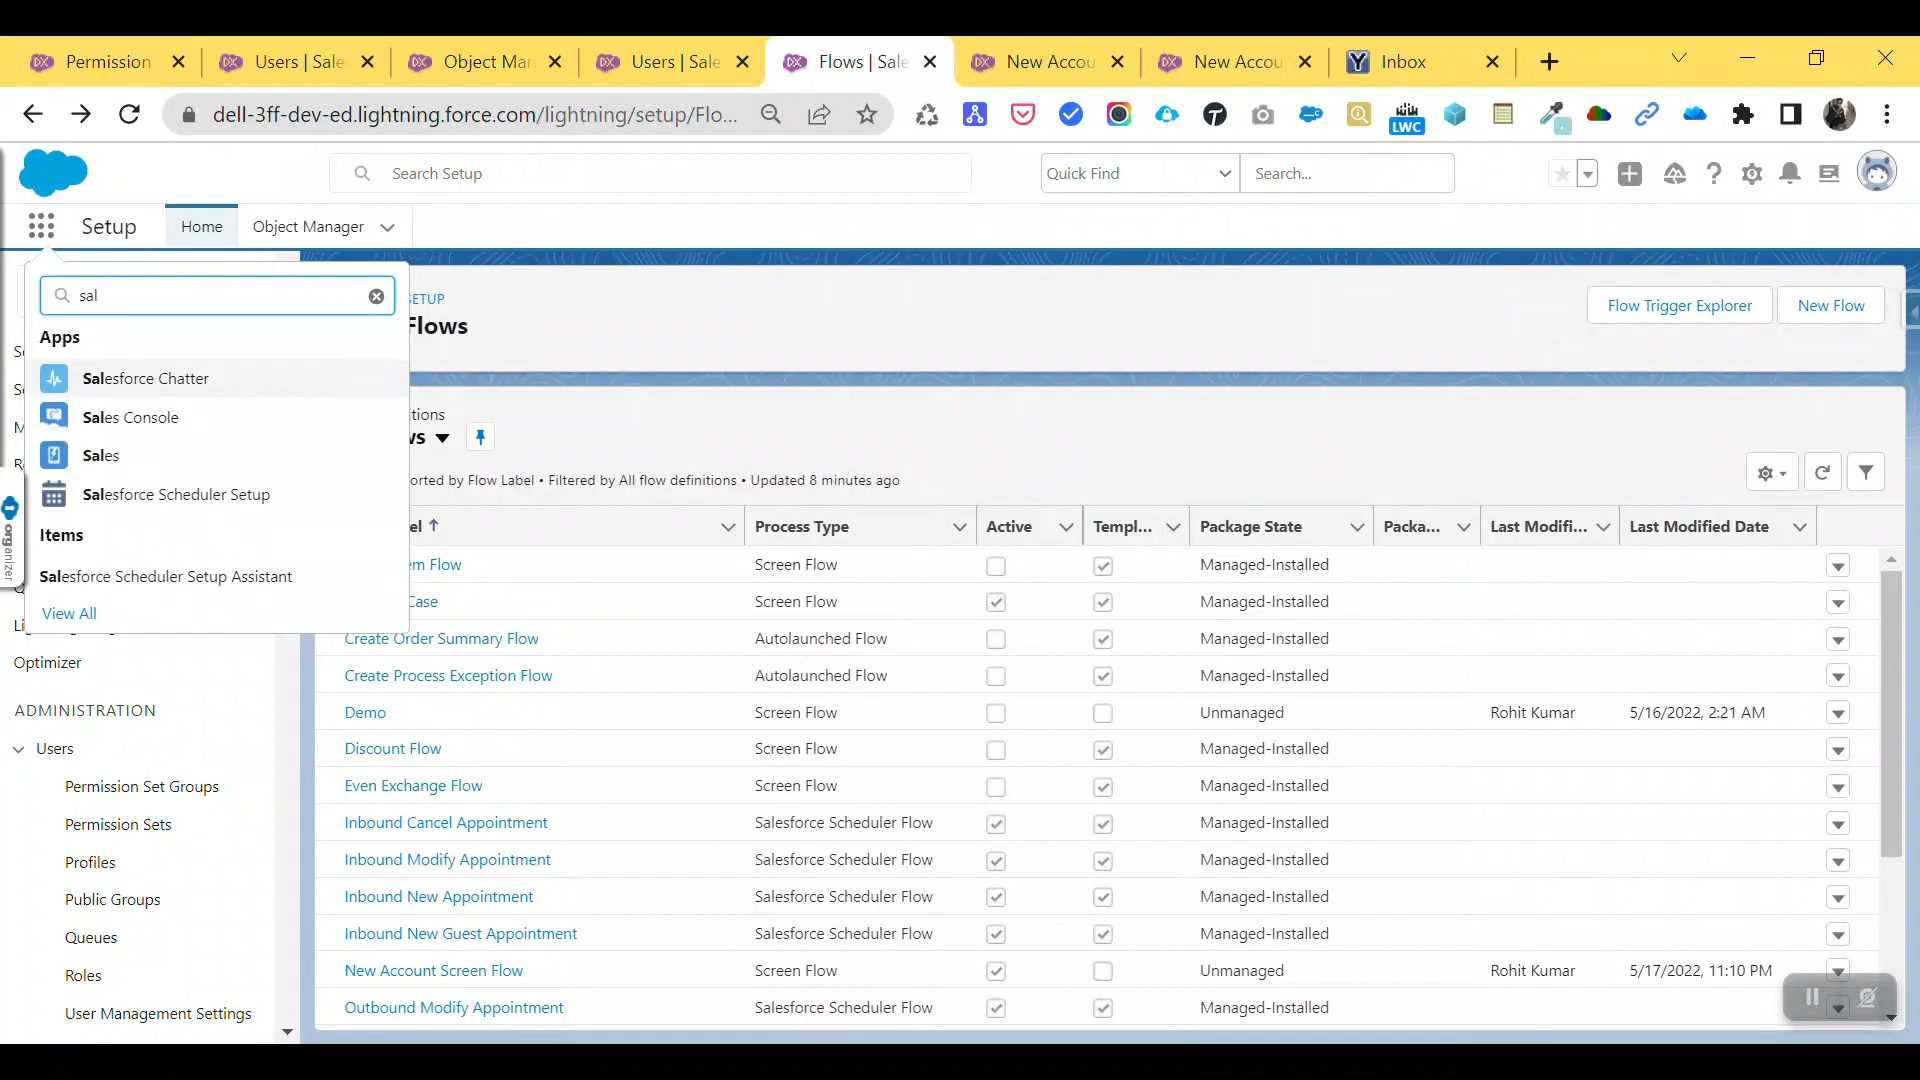 Permission
Users | Sale
Object Man
Users | Sale
Flows | Sale
New Accou
New Accou
Inbox
dell-3ff-dev-ed.lightning.force.com/lightning/setup/Flo...
LWC
Search Setup
Quick Find
Search...
Setup
Home
Object Manager
sal
Apps
Salesforce Chatter
Sales Console
Sales
Salesforce Scheduler Setup
Items
Salesforce Scheduler Setup Assistant
View All
Optimizer
ADMINISTRATION
Users
Permission Set Groups
Permission Sets
Profiles
Public Groups
Queues
Roles
User Management Settings
organizer
SETUP
Flows
Flow Trigger Explorer
New Flow
itions
ws
orted by Flow Label • Filtered by All flow definitions • Updated 8 minutes ago
el Process Type Active Templ... Package State Packa... Last Modifi... Last Modified Date
em Flow Screen Flow Managed-Installed
Case Screen Flow Managed-Installed
Create Order Summary Flow Autolaunched Flow Managed-Installed
Create Process Exception Flow Autolaunched Flow Managed-Installed
Demo Screen Flow Unmanaged Rohit Kumar 5/16/2022, 2:21 AM
Discount Flow Screen Flow Managed-Installed
Even Exchange Flow Screen Flow Managed-Installed
Inbound Cancel Appointment Salesforce Scheduler Flow Managed-Installed
Inbound Modify Appointment Salesforce Scheduler Flow Managed-Installed
Inbound New Appointment Salesforce Scheduler Flow Managed-Installed
Inbound New Guest Appointment Salesforce Scheduler Flow Managed-Installed
New Account Screen Flow Screen Flow Unmanaged Rohit Kumar 5/17/2022, 11:10 PM
Outbound Modify Appointment Salesforce Scheduler Flow Managed-Installed